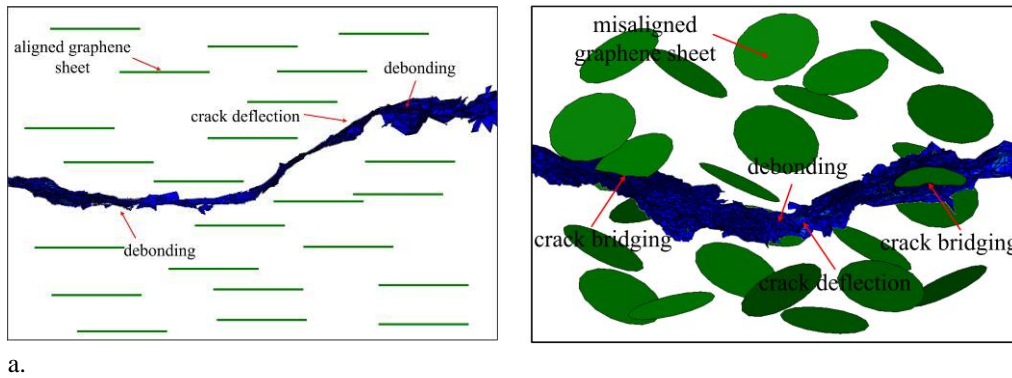 aligned graphene
sheet
debonding
crack deflection
debonding
misaligned
graphene sheet
debonding
crack bridging
crack bridging
crack deflection
a.